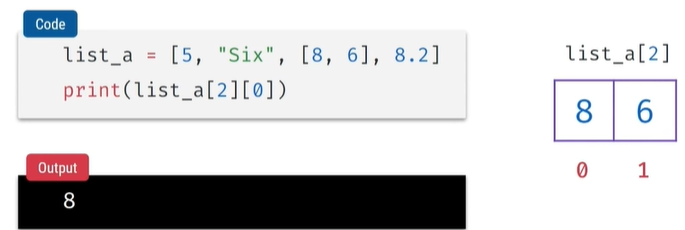 Code
list_a = [5, "Six", [8, 6], 8.2]
print(list_a[2][0])
Output
8
list_a[2]
8 6
0 1